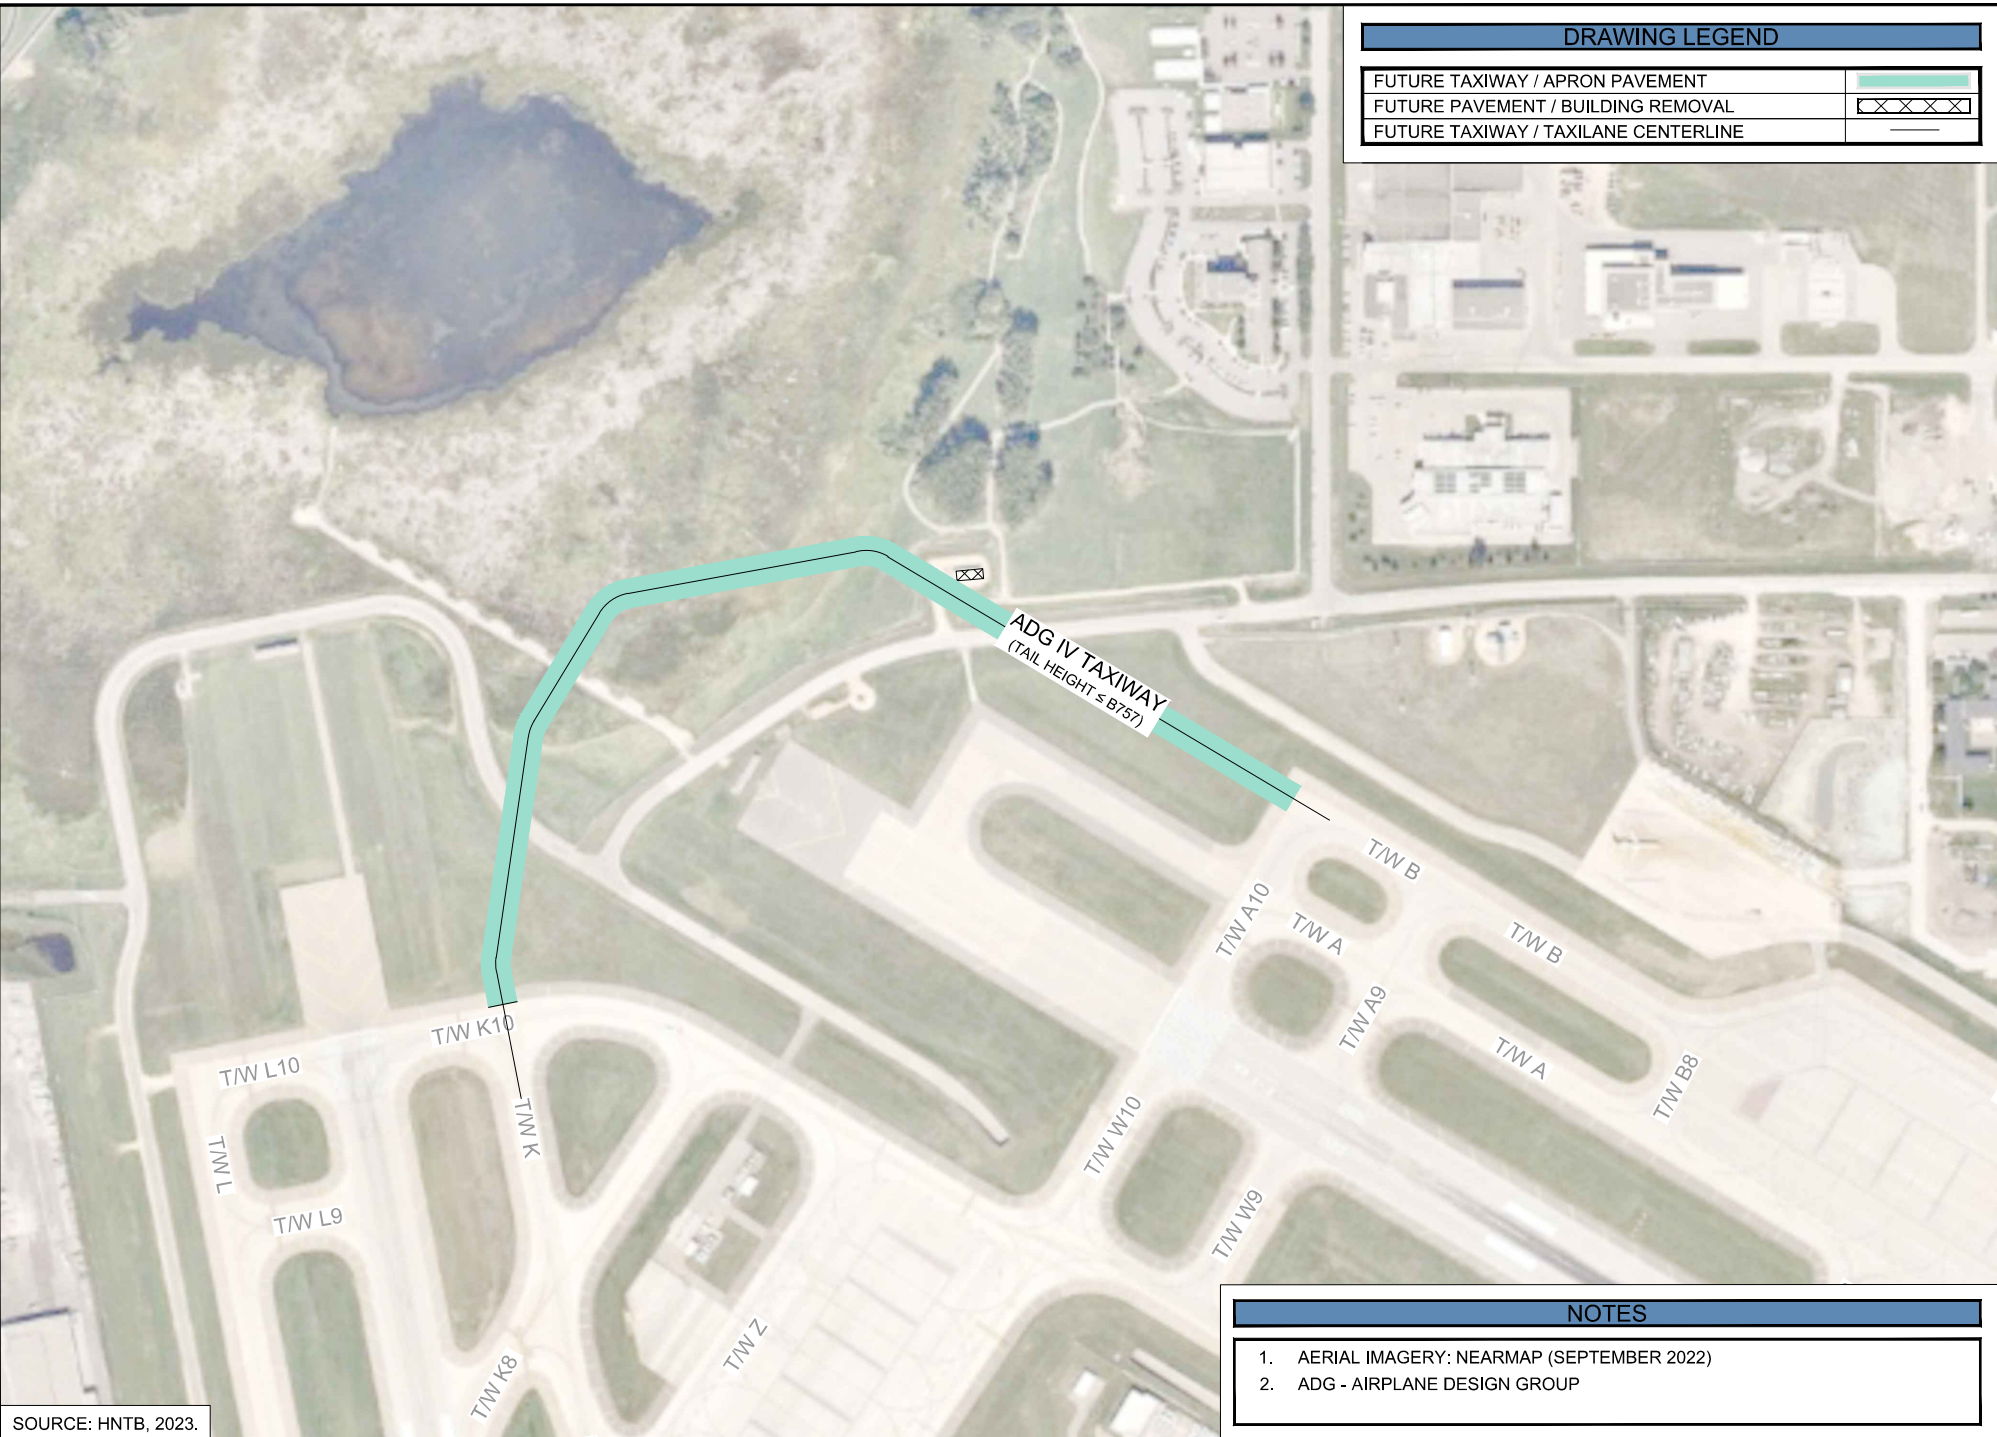 DRAWING LEGEND
FUTURE TAXIWAY / APRON PAVEMENT
FUTURE PAVEMENT / BUILDING REMOVAL
FUTURE TAXIWAY / TAXILANE CENTERLINE
ADG IV TAXIWAY
(TAIL HEIGHT ≤ B757)
T/W B
T/W A10
T/W A
T/W B
T/W A9
T/W A
T/W B8
T/W K10
T/W L10
T/W K
T/W W10
T/W L
T/W L9
T/W W9
T/W Z
T/W K8
NOTES
1. AERIAL IMAGERY: NEARMAP (SEPTEMBER 2022)
2. ADG - AIRPLANE DESIGN GROUP
SOURCE: HNTB, 2023.